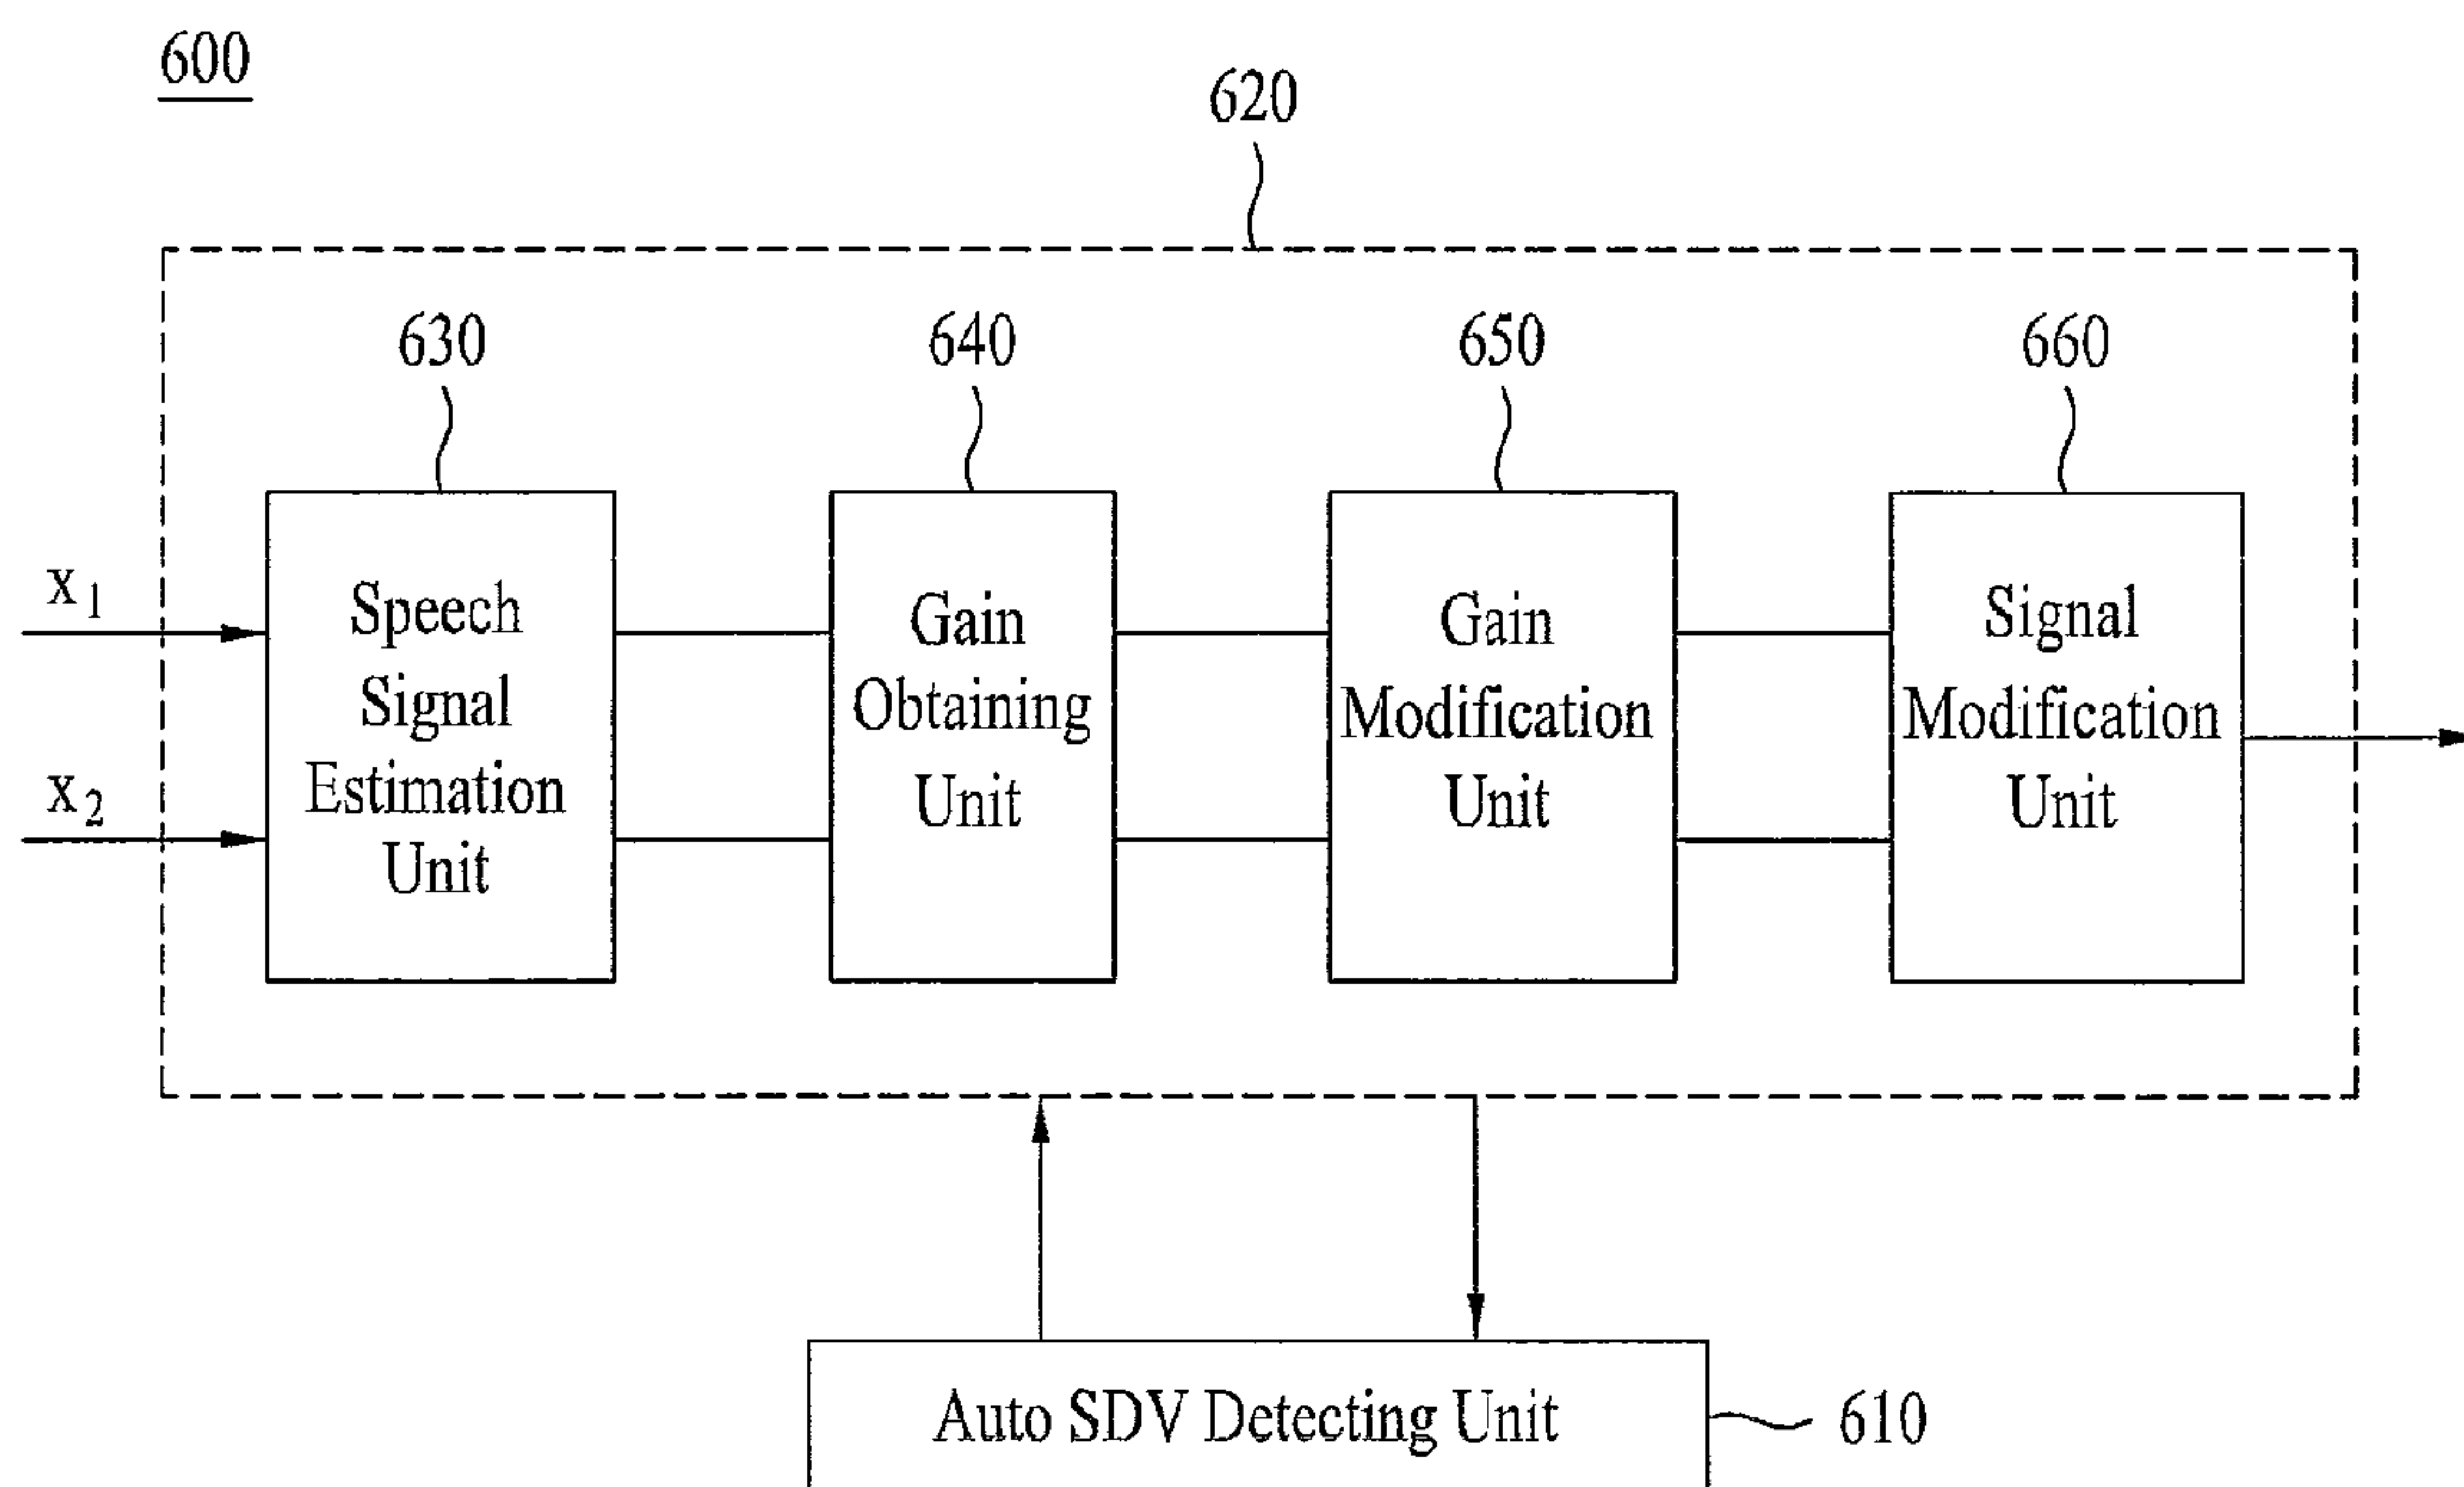 600
620
630
640
650
660
x1
x2
Speech
Signal
Estimation
Unit
Gain
Obtaining
Unit
Gain
Modification
Unit
Signal
Modification
Unit
Auto SDV Detecting Unit
610